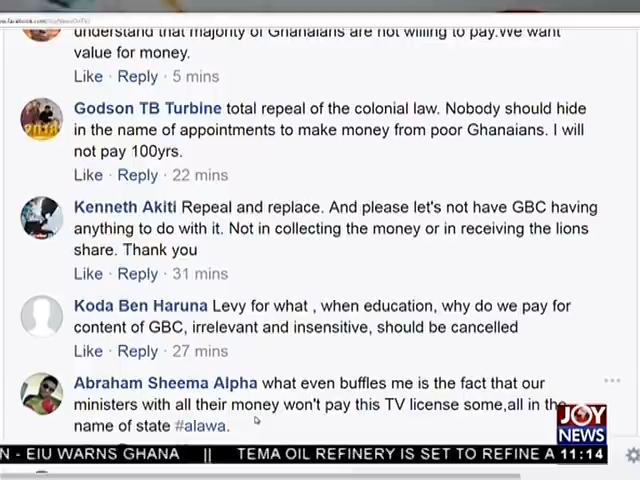 understand that majority of Ghanaians are not willing to pay.We want
value for money.
Like · Reply · 5 mins
Godson TB Turbine total repeal of the colonial law. Nobody should hide
in the name of appointments to make money from poor Ghanaians. I will
not pay 100yrs.
Like · Reply · 22 mins
Kenneth Akiti Repeal and replace. And please let's not have GBC having
anything to do with it. Not in collecting the money or in receiving the lions
share. Thank you
Like · Reply · 31 mins
Koda Ben Haruna Levy for what , when education, why do we pay for
content of GBC, irrelevant and insensitive, should be cancelled
Like · Reply · 27 mins
Abraham Sheema Alpha what even buffles me is the fact that our
ministers with all their money won't pay this TV license some,all in the
name of state #alawa.
JOY
NEWS
N - EIU WARNS GHANA || TEMA OIL REFINERY IS SET TO REFINE A 11:14